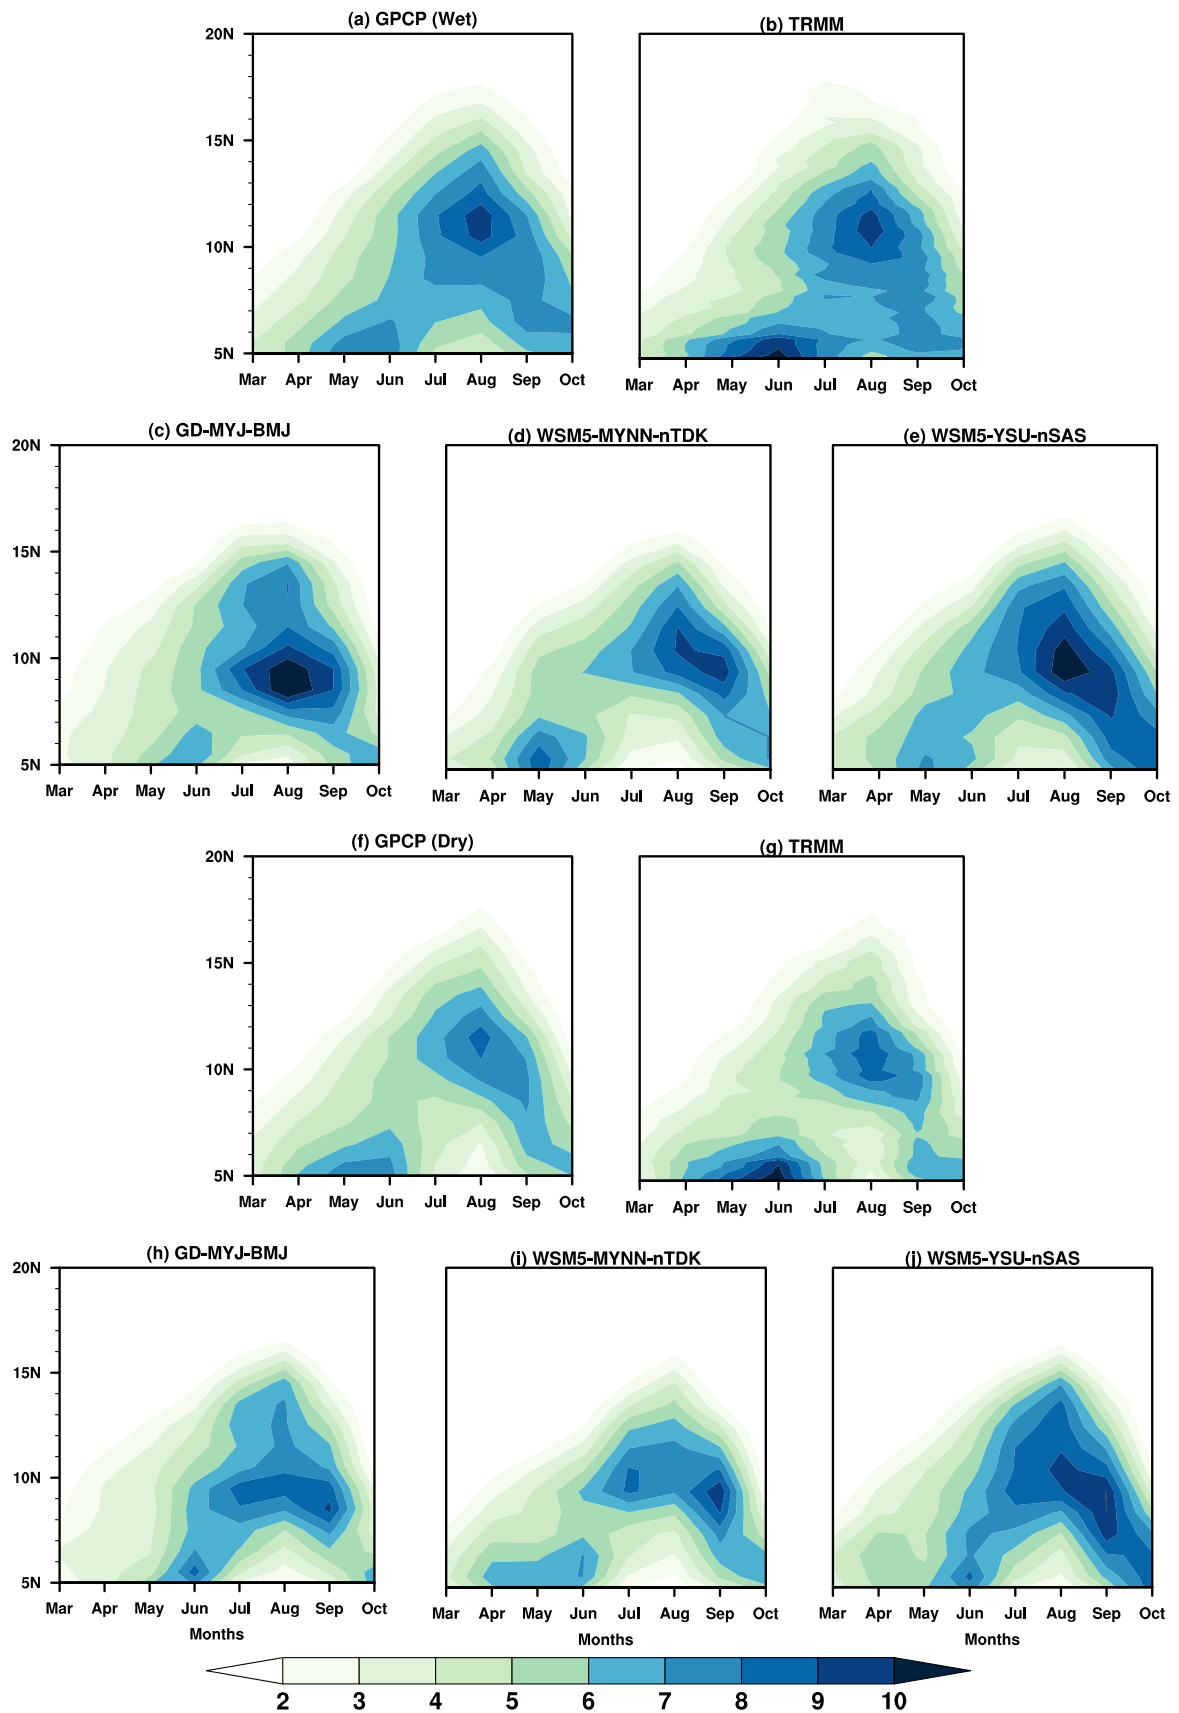 (a) GPCP (Wet)
(b) TRMM
20N
15N
10N
5N
Mar Apr May Jun Jul Aug Sep Oct
Mar Apr May Jun Jul Aug Sep Oct
(c) GD-MYJ-BMJ
(d) WSM5-MYNN-nTDK
(e) WSM5-YSU-nSAS
20N
15N
10N
5N
Mar Apr May Jun Jul Aug Sep Oct
Mar Apr May Jun Jul Aug Sep Oct
Mar Apr May Jun Jul Aug Sep Oct
(f) GPCP (Dry)
(g) TRMM
20N
15N
10N
5N
Mar Apr May Jun Jul Aug Sep Oct
Mar Apr May Jun Jul Aug Sep Oct
(h) GD-MYJ-BMJ
(i) WSM5-MYNN-nTDK
(j) WSM5-YSU-nSAS
20N
15N
10N
5N
Mar Apr May Jun Jul Aug Sep Oct
Mar Apr May Jun Jul Aug Sep Oct
Mar Apr May Jun Jul Aug Sep Oct
Months
Months
Months
2 3 4 5 6 7 8 9 10